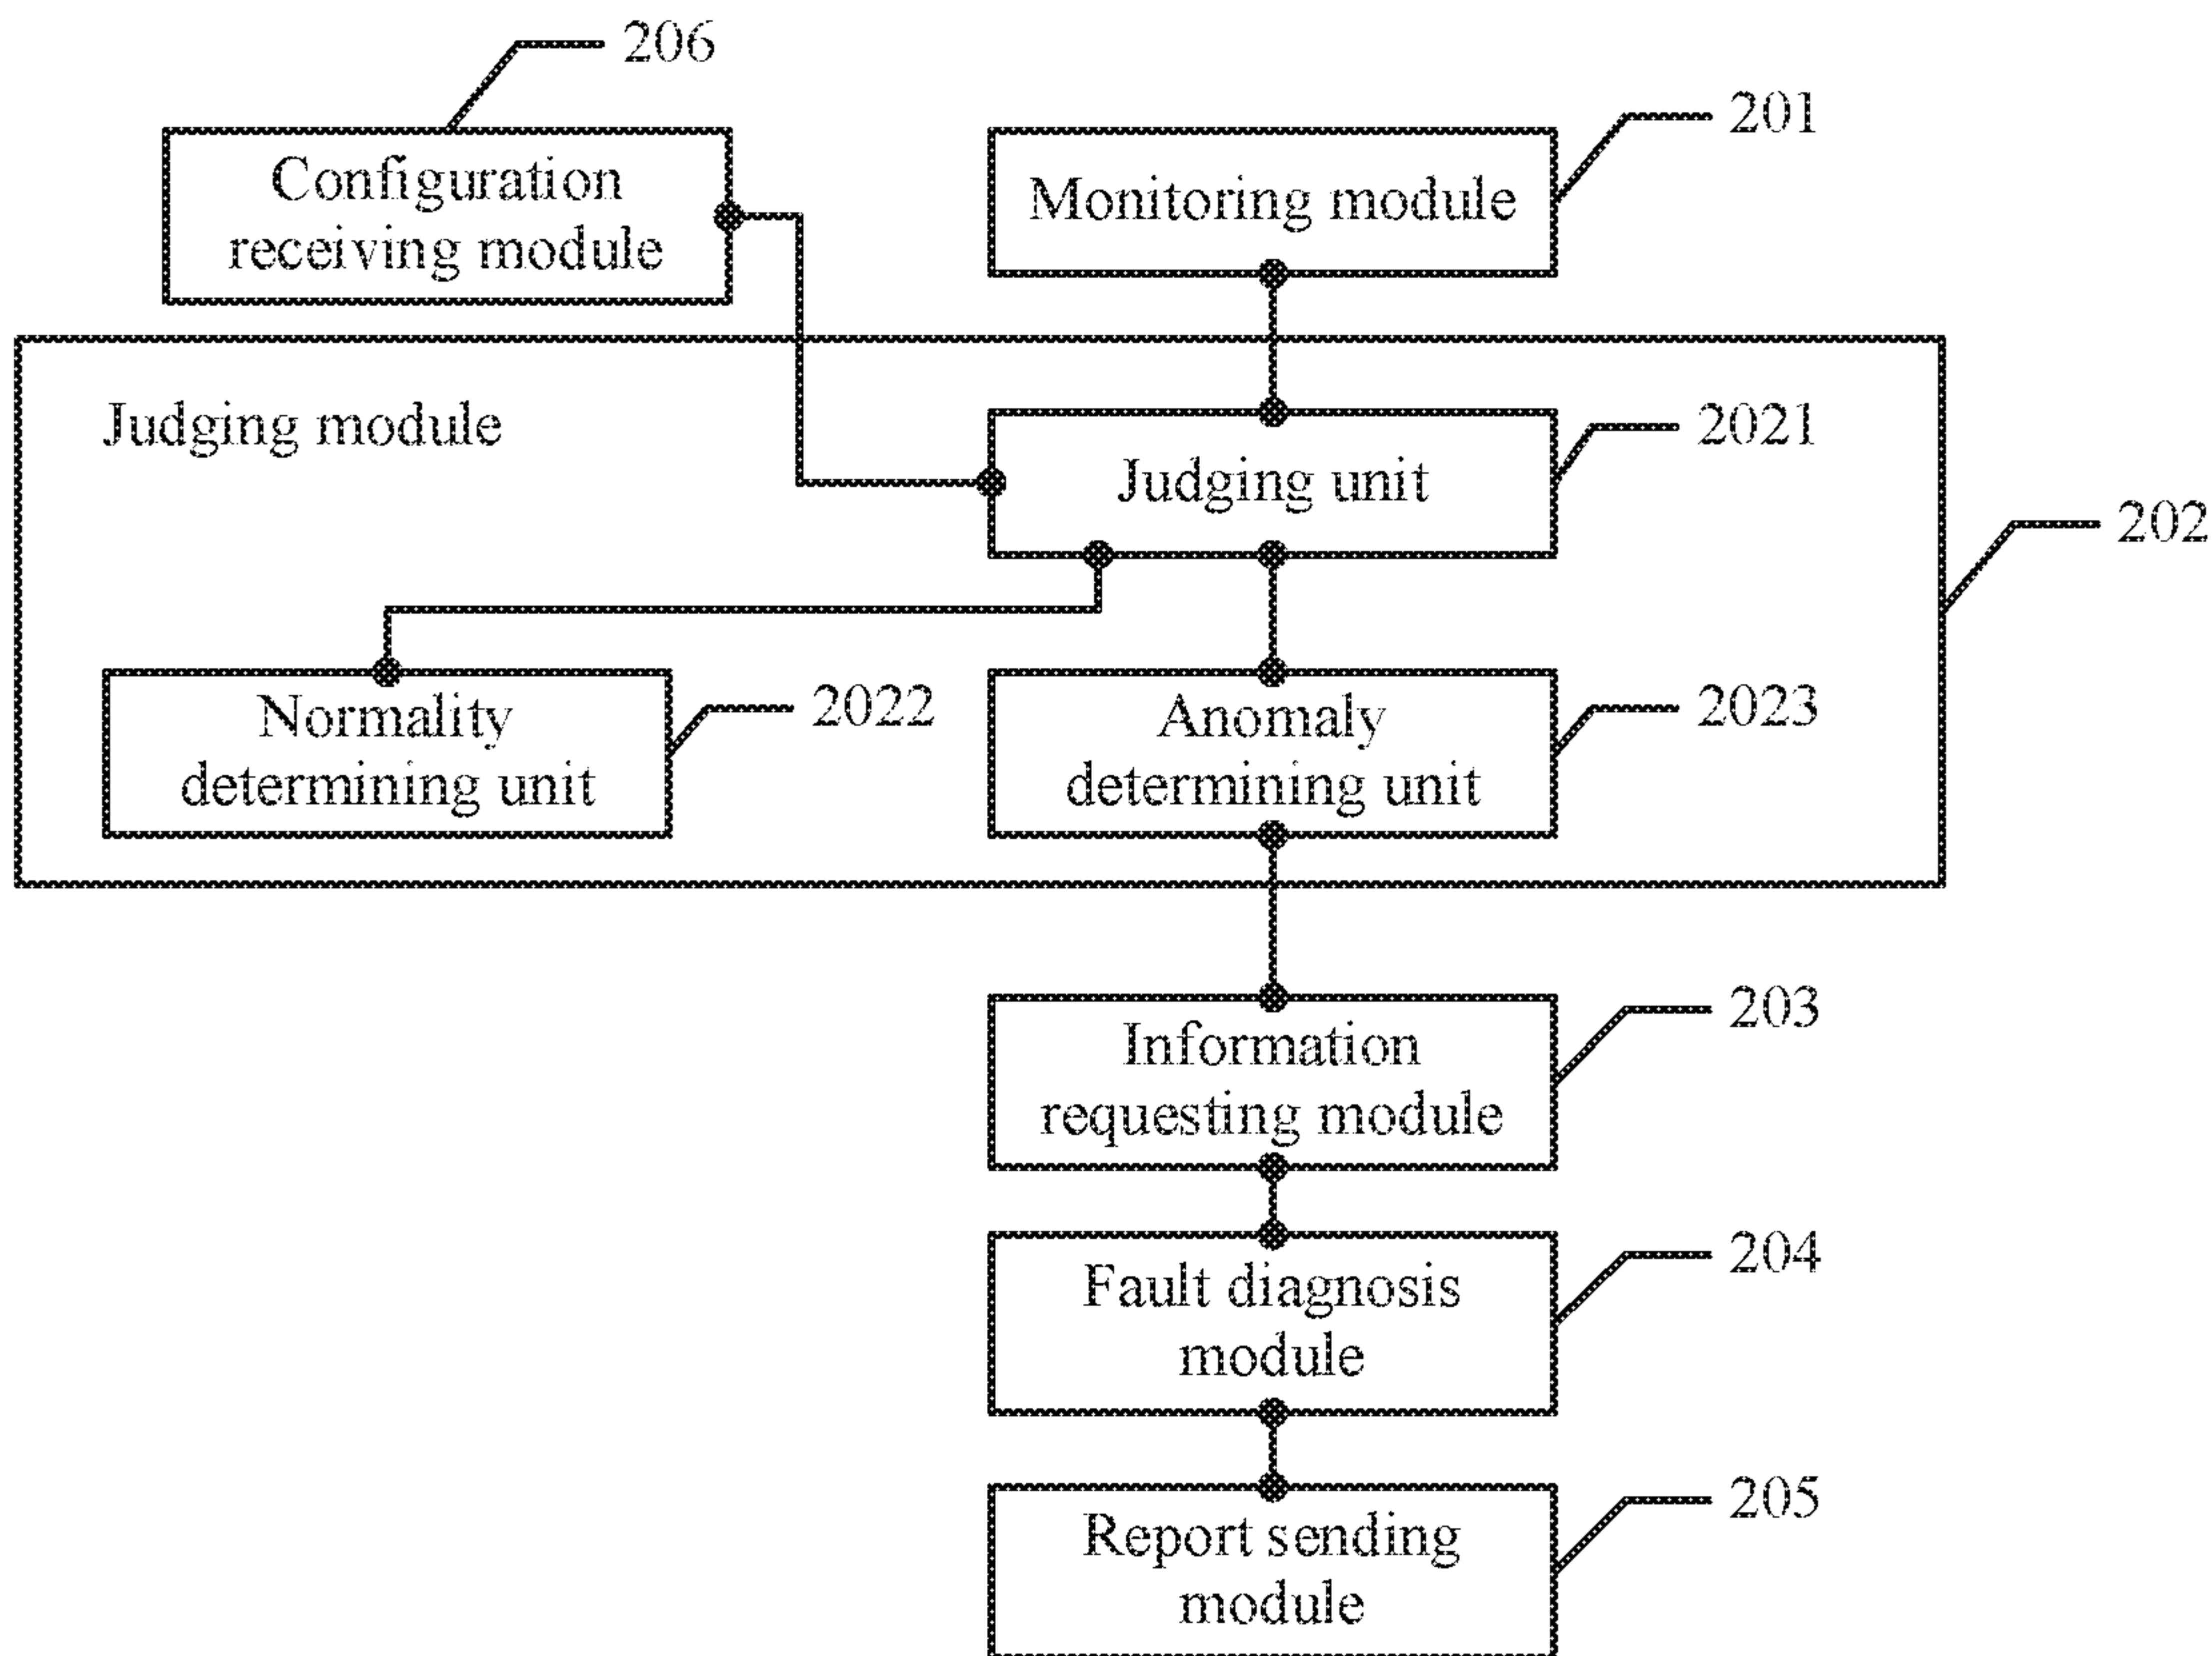 206
201
Configuration
receiving module
Monitoring module
Judging module
2021
Judging unit
202
Normality
determining unit
2022
Anomaly
determining unit
2023
Information
requesting module
203
Fault diagnosis
module
204
Report sending
module
205